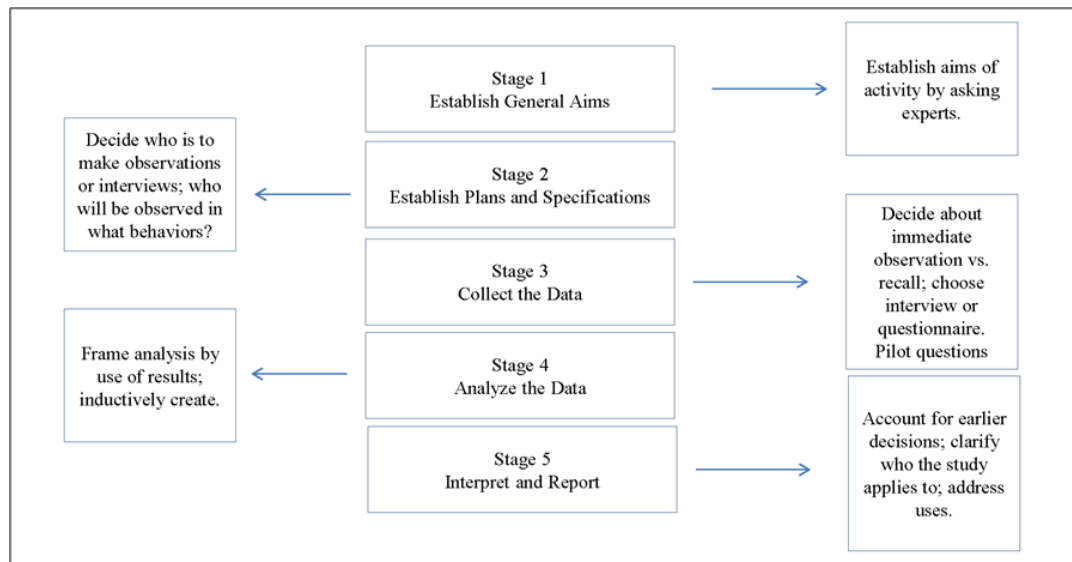 Stage 1
Establish General Aims
Establish aims of
activity by asking
experts.
Stage 2
Establish Plans and Specifications
Decide who is to
make observations
or interviews; who
will be observed in
what behaviors?
Stage 3
Collect the Data
Decide about
immediate
observation vs.
recall; choose
interview or
questionnaire.
Pilot questions
Stage 4
Analyze the Data
Frame analysis by
use of results;
inductively create.
Stage 5
Interpret and Report
Account for earlier
decisions; clarify
who the study
applies to; address
uses.